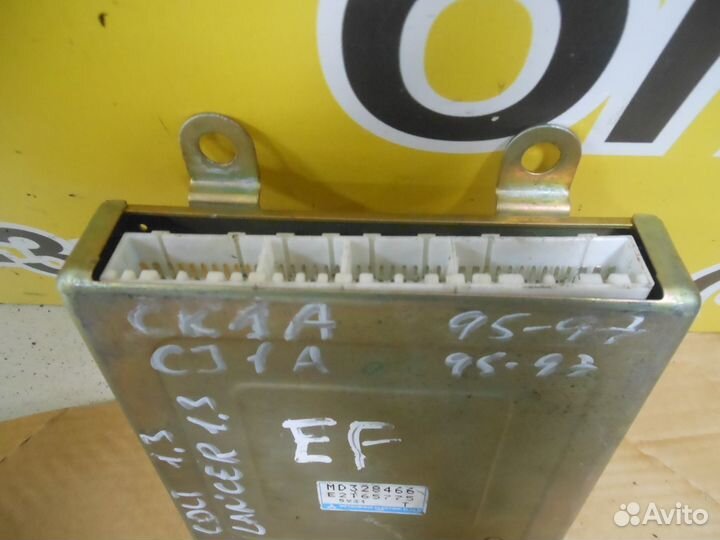 CK1A 95-97
CJ1A 95-97
COLT 1.3
LANCER 1.3
EF
MD328466
E2T65775
T
Avito